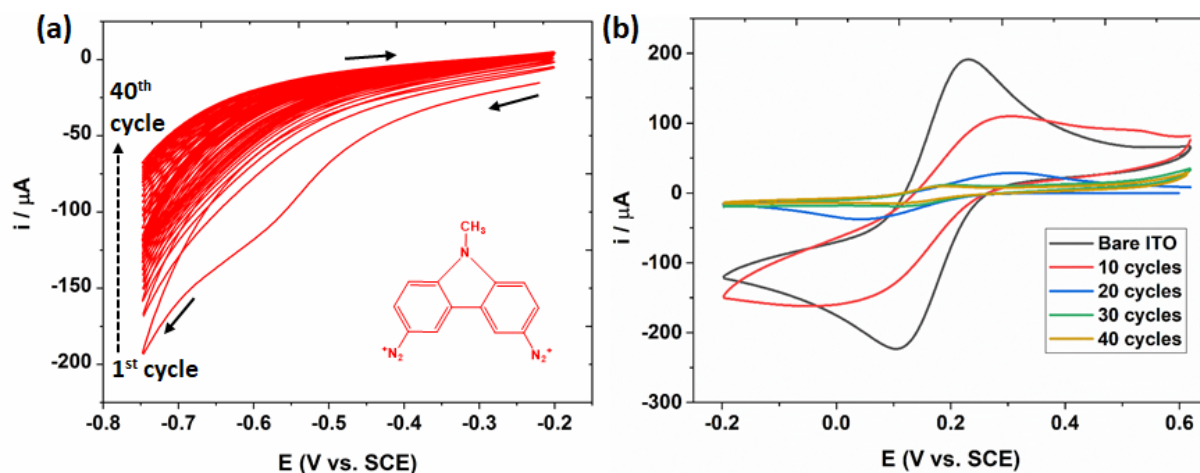 (a)
i / µA
0
-50
-100
-150
-200
40th
cycle
1st cycle
CH3
N
+N2
N2+
-0.8
-0.7
-0.6
-0.5
-0.4
-0.3
-0.2
E (V vs. SCE)
(b)
i / µA
200
100
0
-100
-200
-300
Bare ITO
10 cycles
20 cycles
30 cycles
40 cycles
-0.2
0.0
0.2
0.4
0.6
E (V vs. SCE)